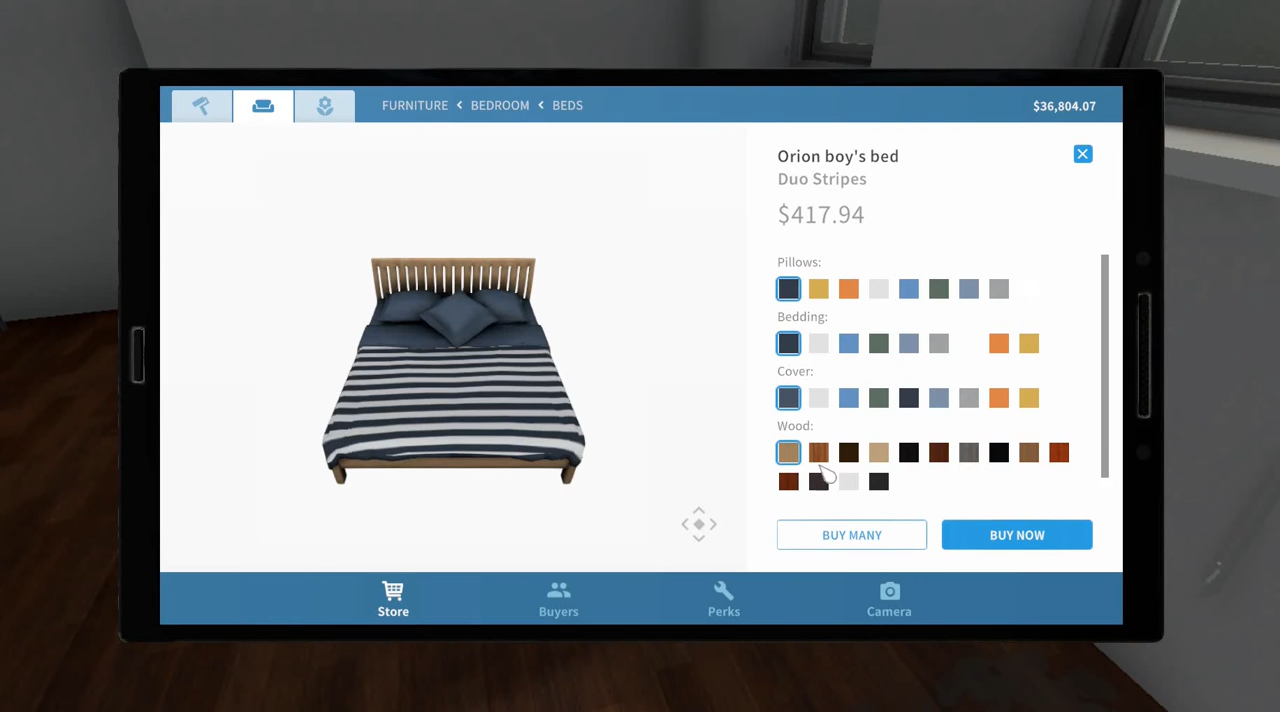 FURNITURE < BEDROOM < BEDS
$36,804.07
Orion boy's bed
Duo Stripes
$417.94
Pillows:
Bedding:
Cover:
Wood:
BUY MANY
BUY NOW
Store
Buyers
Perks
Camera